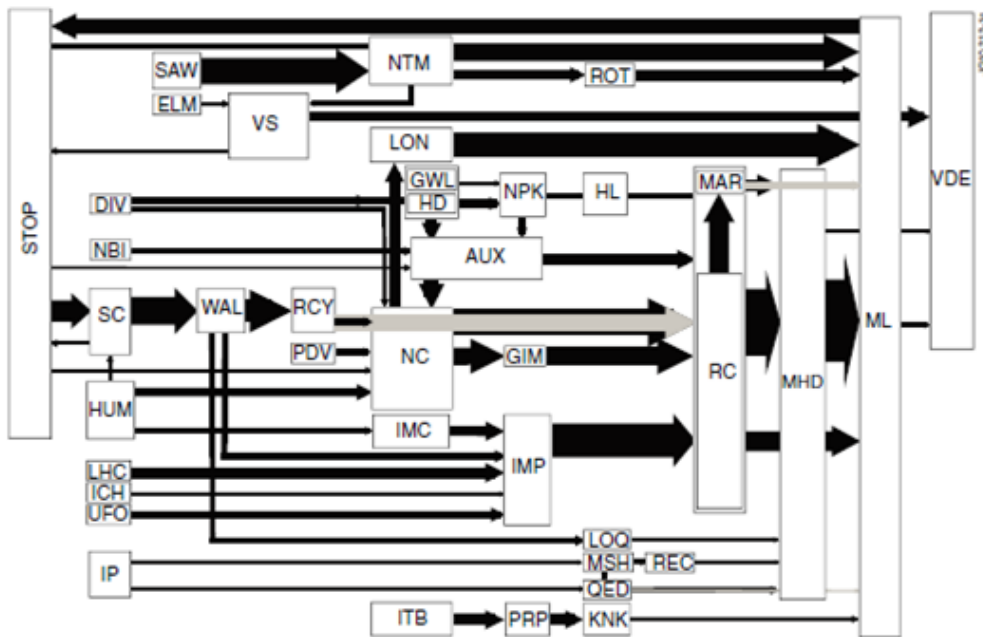 STOP
SAW
NTM
ROT
ELM
VS
LON
VDE
GWL
NPK
HL
MAR
DIV
HD
NBI
AUX
SC
WAL
RCY
NC
PDV
GIM
RC
MHD
ML
HUM
IMC
IMP
LHC
ICH
UFO
LOQ
IP
MSH
REC
QED
ITB
PRP
KNK